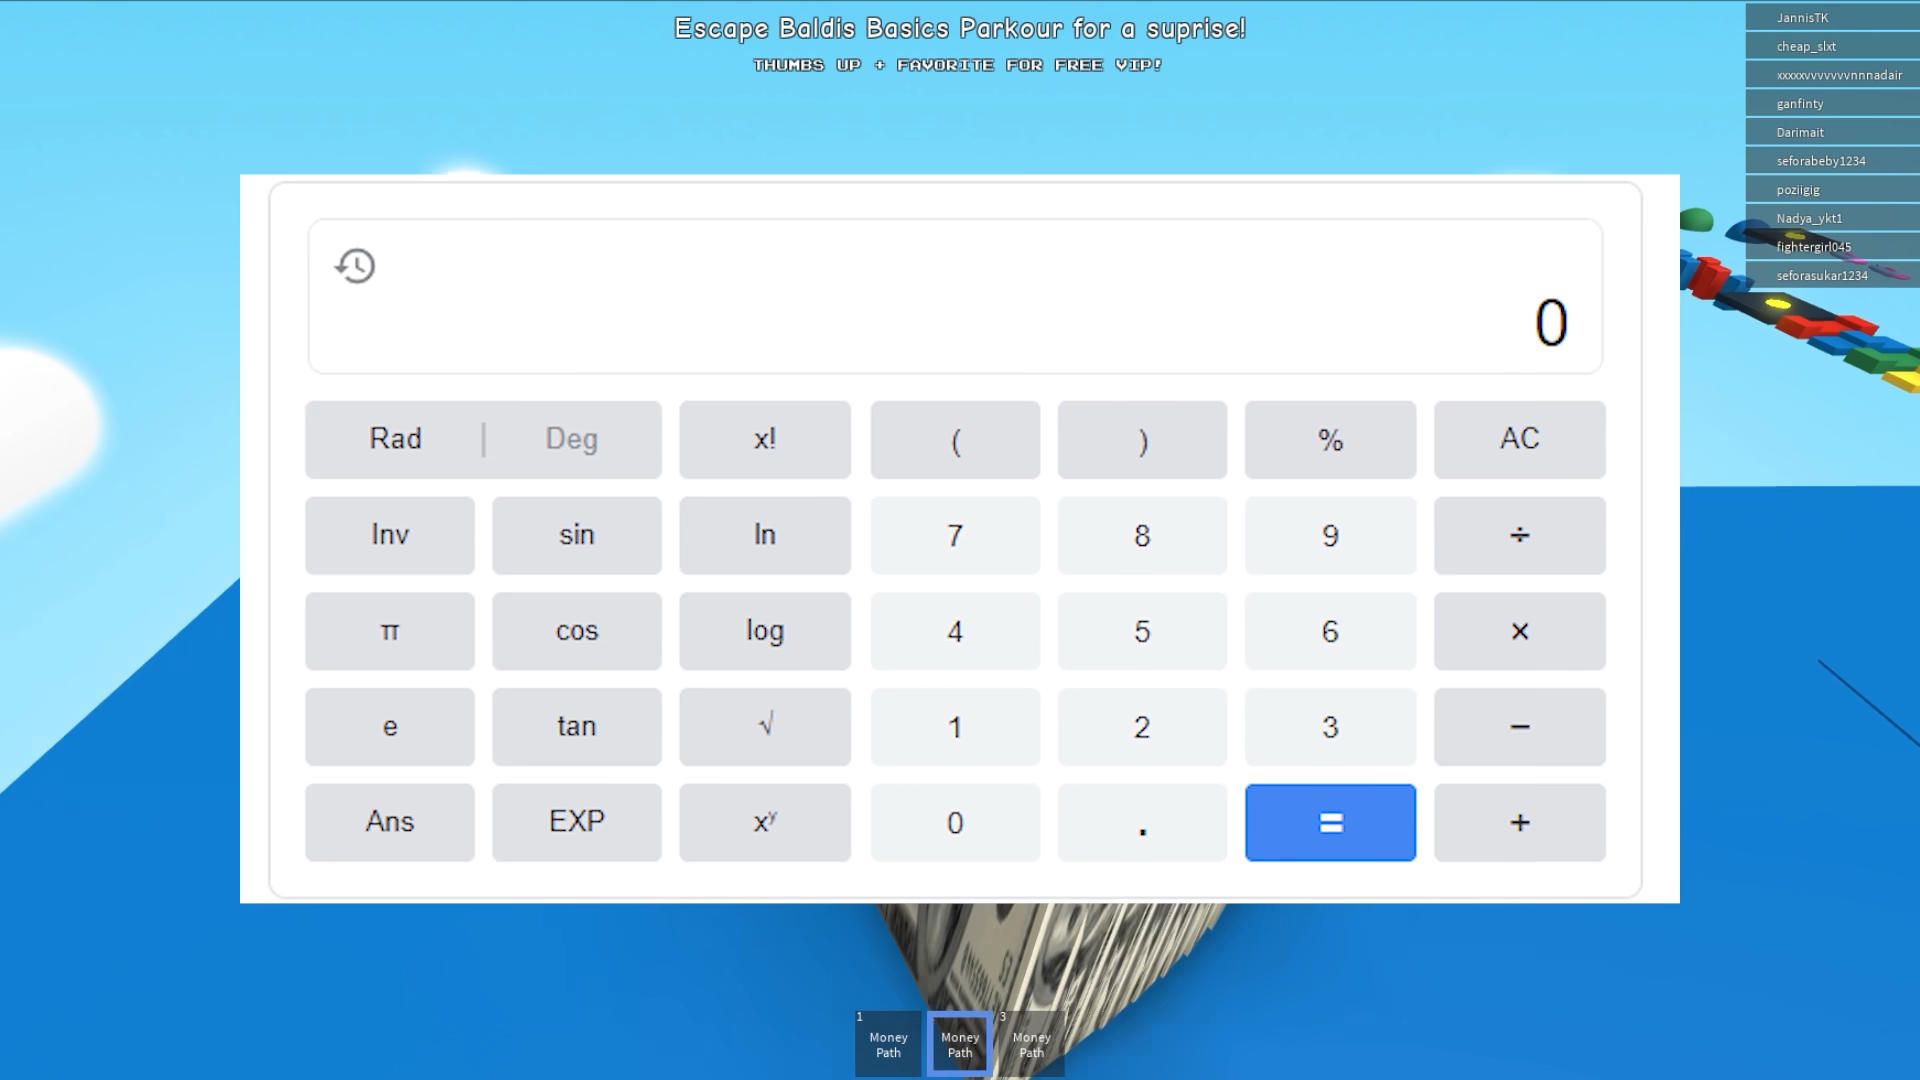 Escape Baldis Basics Parkour for a suprise!
THUMBS UP + FAVORITE FOR FREE VIP!
JannisTK
cheap_slxt
xxxxxvvvvvvvnnnadair
ganfinty
Darimait
seforabeby1234
poziigig
Nadya_ykt1
fightergirl045
seforasukar1234
0
Rad | Deg x! ( ) % AC
Inv sin ln 7 8 9 ÷
π cos log 4 5 6 ×
e tan √ 1 2 3 −
Ans EXP xʸ 0 . = +
1 3
Money Money Money
Path Path Path